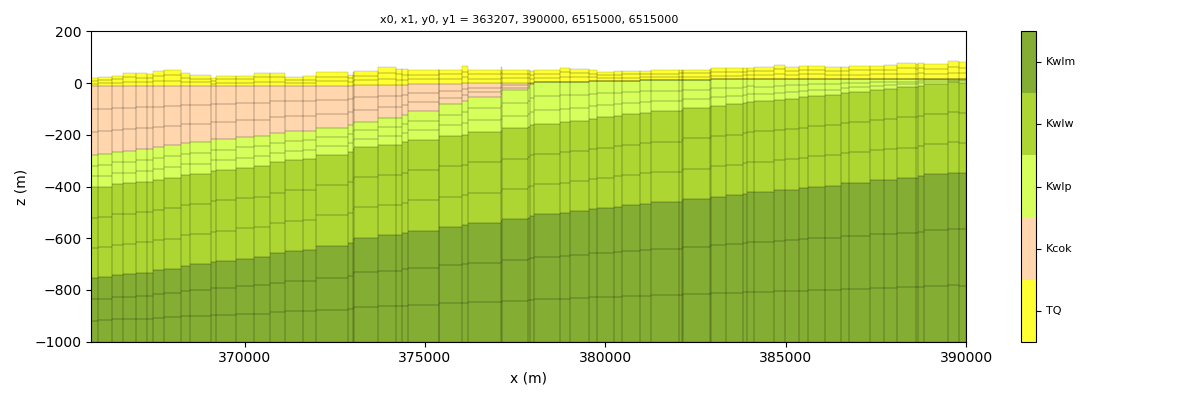 x0, x1, y0, y1 = 363207, 390000, 6515000, 6515000
200
0
−200
−400
−600
−800
−1000
z (m)
370000 375000 380000 385000 390000
x (m)
Kwlm
Kwlw
Kwlp
Kcok
TQ